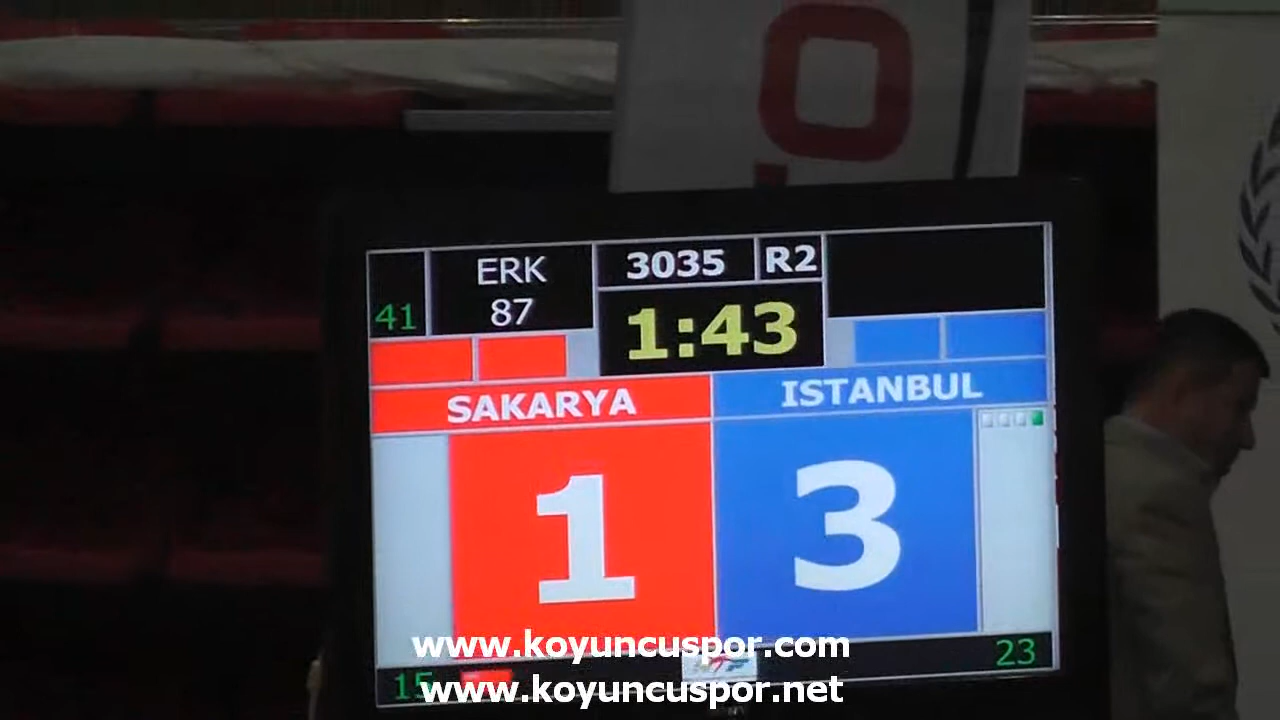 ö
ERK
3035
R2
41
87
1:43
SAKARYA
ISTANBUL
1
3
www.koyuncuspor.com
23
15
www.koyuncuspor.net